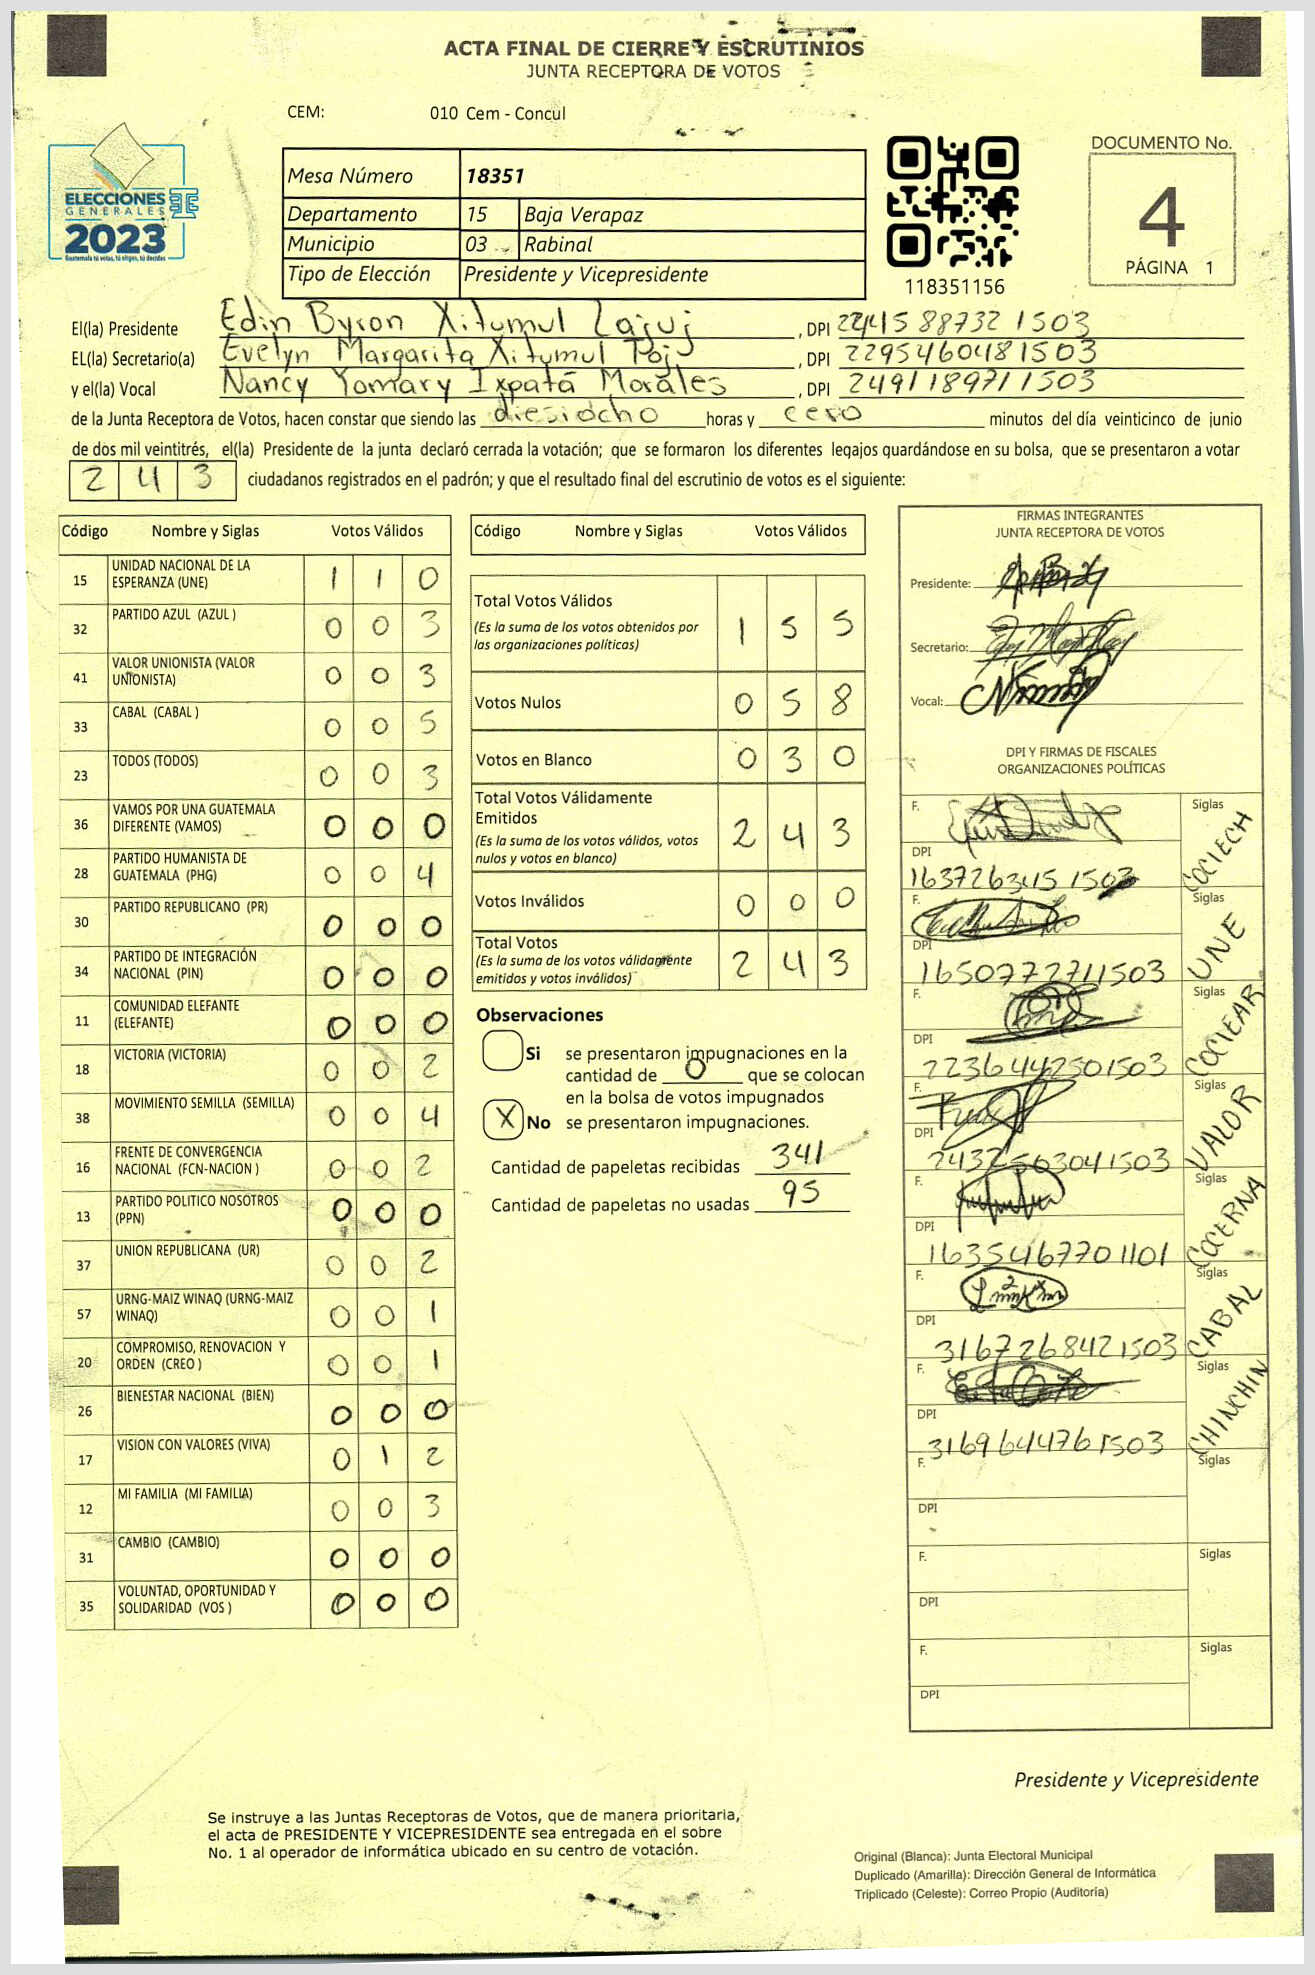 ACTA FINAL DE CIERRE Y ESCRUTINIOS
JUNTA RECEPTORA DE VOTOS
CEM: 010 Cem - Concul
ELECCIONES
GENERALES
2023
Guatemala tú votas, tú eliges, tú decides
Mesa Número 18351
Departamento 15 Baja Verapaz
Municipio 03 Rabinal
Tipo de Elección Presidente y Vicepresidente
118351156
DOCUMENTO No.
4
PÁGINA 1
El(la) Presidente Edin Byron Xitumul Lajuj, DPI 2245 88732 1503
EL(la) Secretario(a) Evelyn Margarita Xitumul Poj, DPI 2295460481503
y el(la) Vocal Nancy Yomary Ixpatá Morales, DPI 2491189711503
de la Junta Receptora de Votos, hacen constar que siendo las diesiocho horas y cero minutos del día veinticinco de junio
de dos mil veintitrés, el(la) Presidente de la junta declaró cerrada la votación; que se formaron los diferentes legajos guardándose en su bolsa, que se presentaron a votar
2 4 3 ciudadanos registrados en el padrón; y que el resultado final del escrutinio de votos es el siguiente:
Código Nombre y Siglas Votos Válidos
15 UNIDAD NACIONAL DE LA ESPERANZA (UNE) 1 1 0
32 PARTIDO AZUL (AZUL ) 0 0 3
41 VALOR UNIONISTA (VALOR UNIONISTA) 0 0 3
33 CABAL (CABAL ) 0 0 5
23 TODOS (TODOS) 0 0 3
36 VAMOS POR UNA GUATEMALA DIFERENTE (VAMOS) 0 0 0
28 PARTIDO HUMANISTA DE GUATEMALA (PHG) 0 0 4
30 PARTIDO REPUBLICANO (PR) 0 0 0
34 PARTIDO DE INTEGRACIÓN NACIONAL (PIN) 0 0 0
11 COMUNIDAD ELEFANTE (ELEFANTE) 0 0 0
18 VICTORIA (VICTORIA) 0 0 2
38 MOVIMIENTO SEMILLA (SEMILLA) 0 0 4
16 FRENTE DE CONVERGENCIA NACIONAL (FCN-NACION ) 0 0 2
13 PARTIDO POLITICO NOSOTROS (PPN) 0 0 0
37 UNION REPUBLICANA (UR) 0 0 2
57 URNG-MAIZ WINAQ (URNG-MAIZ WINAQ) 0 0 1
20 COMPROMISO, RENOVACION Y ORDEN (CREO ) 0 0 1
26 BIENESTAR NACIONAL (BIEN) 0 0 0
17 VISION CON VALORES (VIVA) 0 1 2
12 MI FAMILIA (MI FAMILIA) 0 0 3
31 CAMBIO (CAMBIO) 0 0 0
35 VOLUNTAD, OPORTUNIDAD Y SOLIDARIDAD (VOS ) 0 0 0
Código Nombre y Siglas Votos Válidos
Total Votos Válidos 1 5 5
(Es la suma de los votos obtenidos por
las organizaciones políticas)
Votos Nulos 0 5 8
Votos en Blanco 0 3 0
Total Votos Válidamente
Emitidos 2 4 3
(Es la suma de los votos válidos, votos
nulos y votos en blanco)
Votos Inválidos 0 0 0
Total Votos 2 4 3
(Es la suma de los votos válidamente
emitidos y votos inválidos)
Observaciones
Si se presentaron impugnaciones en la
cantidad de 0 que se colocan
en la bolsa de votos impugnados
X No se presentaron impugnaciones.
Cantidad de papeletas recibidas 341
Cantidad de papeletas no usadas 95
FIRMAS INTEGRANTES
JUNTA RECEPTORA DE VOTOS
Presidente:
Secretario:
Vocal:
DPI Y FIRMAS DE FISCALES
ORGANIZACIONES POLÍTICAS
F. Siglas COCIECH
DPI
1637263451503
F. Siglas UNE
DPI
1650772711503
F. Siglas COCIEAR
DPI
2236442501503
F. Siglas VALOR
DPI
2432563041503
F. Siglas COCERNA
DPI
1635467701101
F. Siglas CABAL
DPI
3167268421503
F. Siglas CHINCHIN
DPI
3169644761503
F. Siglas
DPI
F. Siglas
DPI
F. Siglas
DPI
Presidente y Vicepresidente
Se instruye a las Juntas Receptoras de Votos, que de manera prioritaria,
el acta de PRESIDENTE Y VICEPRESIDENTE sea entregada en el sobre
No. 1 al operador de informática ubicado en su centro de votación.
Original (Blanca): Junta Electoral Municipal
Duplicado (Amarilla): Dirección General de Informática
Triplicado (Celeste): Correo Propio (Auditoría)